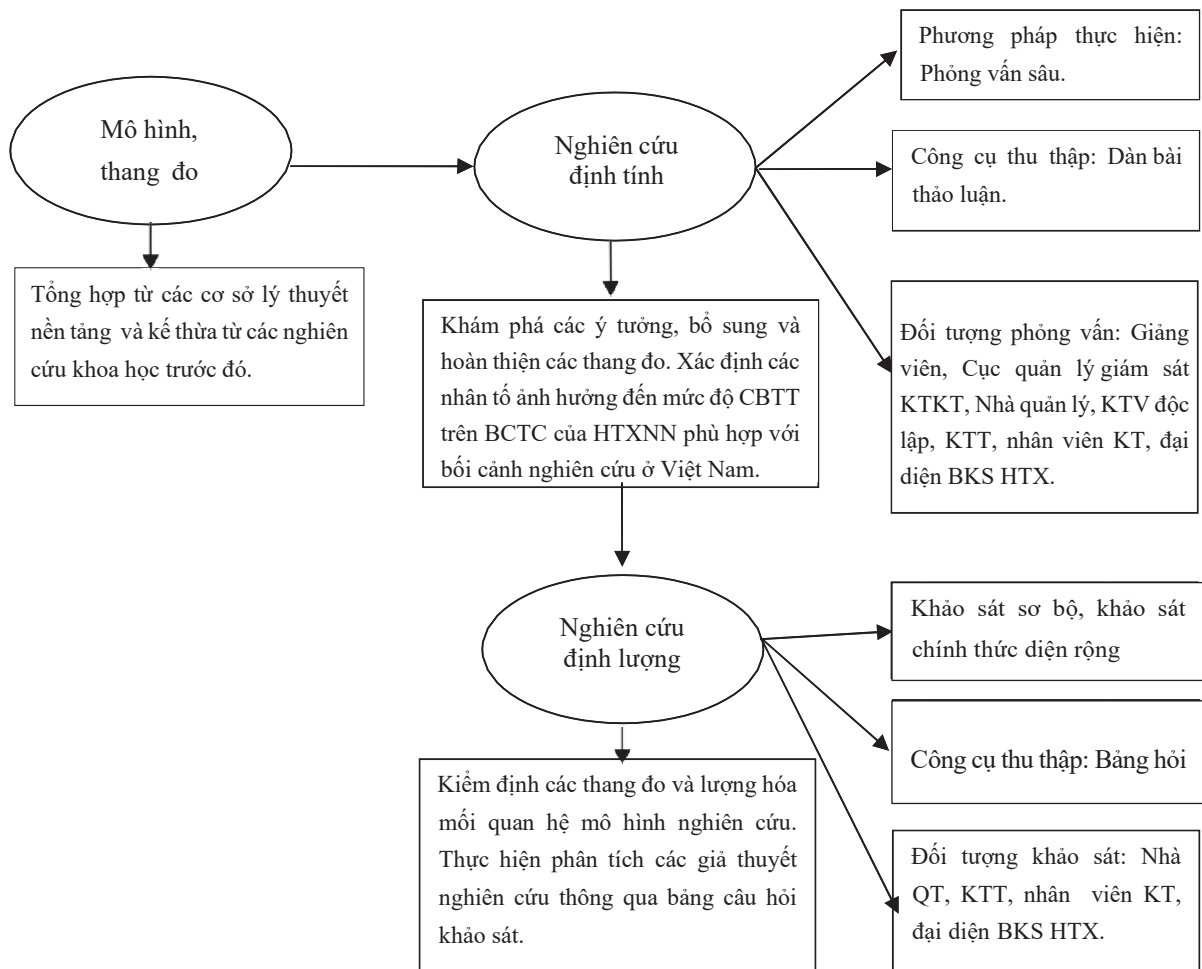 Mô hình,
thang đo
Tổng hợp từ các cơ sở lý thuyết
nền tảng và kế thừa từ các nghiên
cứu khoa học trước đó.
Nghiên cứu
định tính
Phương pháp thực hiện:
Phỏng vấn sâu.
Công cụ thu thập: Dàn bài
thảo luận.
Đối tượng phỏng vấn: Giảng
viên, Cục quản lý giám sát
KTKT, Nhà quản lý, KTV độc
lập, KTT, nhân viên KT, đại
diện BKS HTX.
Khám phá các ý tưởng, bổ sung và
hoàn thiện các thang đo. Xác định các
nhân tố ảnh hưởng đến mức độ CBTT
trên BCTC của HTXNN phù hợp với
bối cảnh nghiên cứu ở Việt Nam.
Nghiên cứu
định lượng
Khảo sát sơ bộ, khảo sát
chính thức diện rộng
Công cụ thu thập: Bảng hỏi
Đối tượng khảo sát: Nhà
QT, KTT, nhân viên KT,
đại diện BKS HTX.
Kiểm định các thang đo và lượng hóa
mối quan hệ mô hình nghiên cứu.
Thực hiện phân tích các giả thuyết
nghiên cứu thông qua bảng câu hỏi
khảo sát.